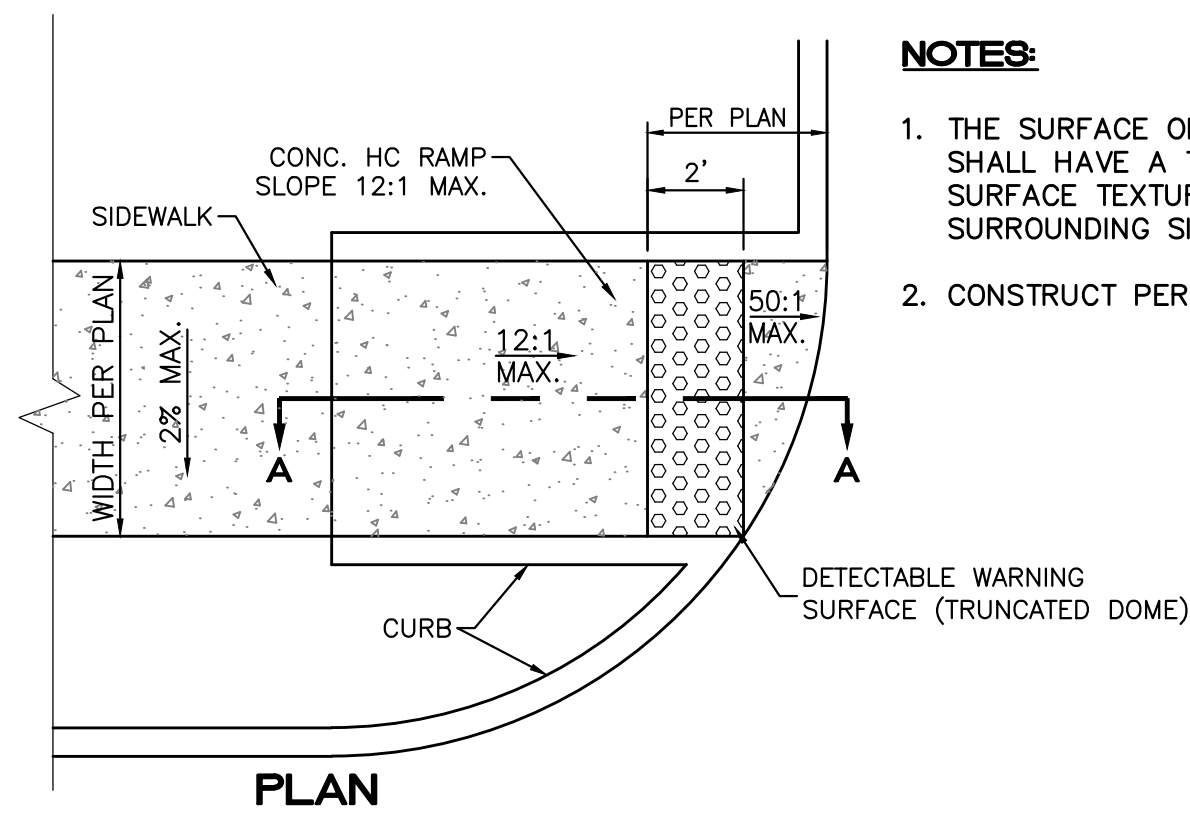 NOTES:
PER PLAN
1. THE SURFACE
SHALL HAVE A
SURFACE
SURROUNDING
2. CONSTRUCT PER
CONC. HC RAMP
SLOPE 12:1 MAX.
2'
SIDEWALK
WIDTH PER PLAN
2% MAX.
12:1
MAX.
50:1
MAX.
A
A
DETECTABLE WARNING
SURFACE (TRUNCATED DOME)
CURB
PLAN